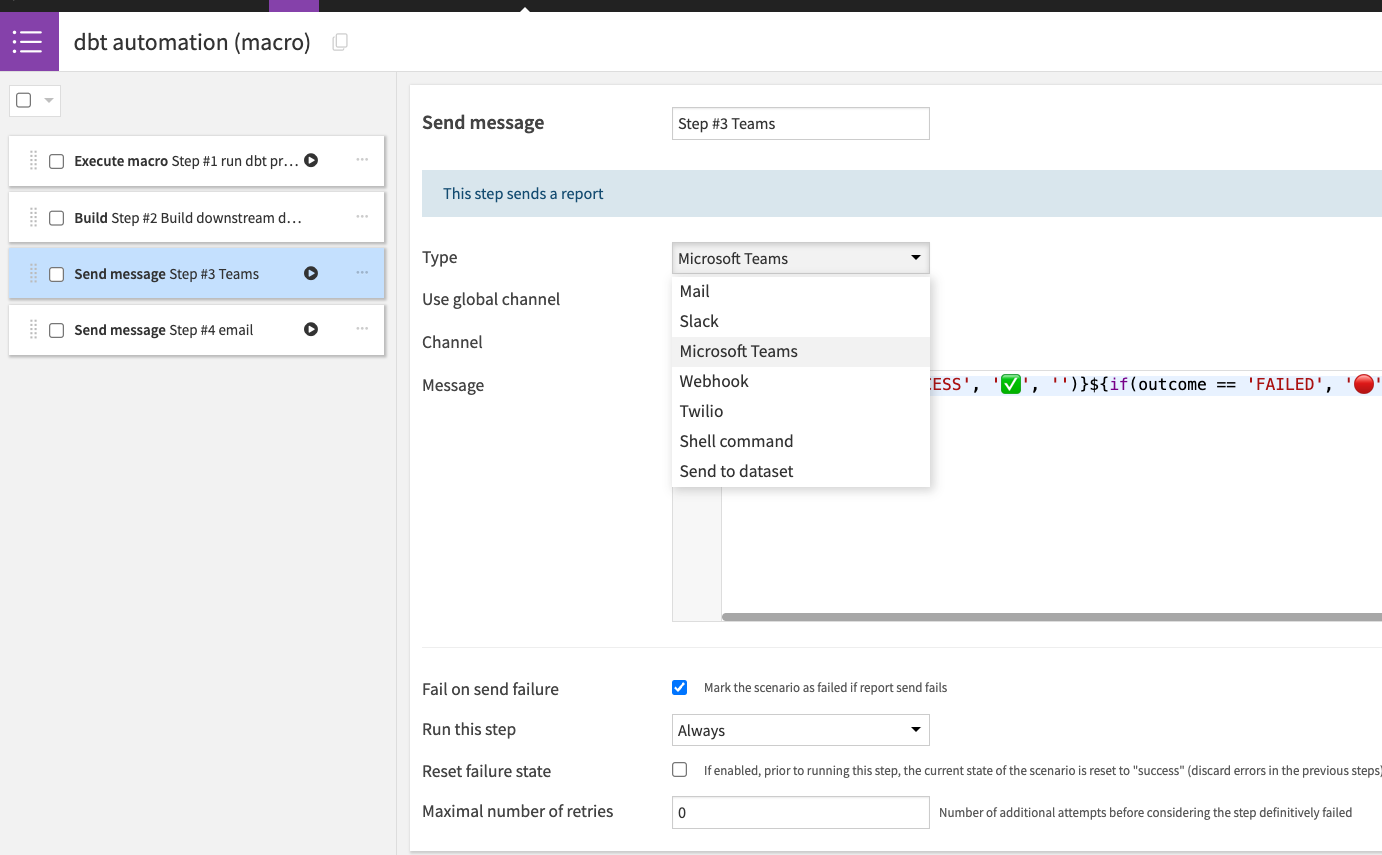 dbt automation (macro)
Execute macro Step #1 run dbt pr...
Build Step #2 Build downstream d...
Send message Step #3 Teams
Send message Step #4 email
Send message
Step #3 Teams
This step sends a report
Type
Microsoft Teams
Mail
Slack
Microsoft Teams
Webhook
Twilio
Shell command
Send to dataset
Use global channel
Channel
Message
CESS', '✅', '')}${if(outcome == 'FAILED', '🔴'
Fail on send failure
Mark the scenario as failed if report send fails
Run this step
Always
Reset failure state
If enabled, prior to running this step, the current state of the scenario is reset to "success" (discard errors in the previous steps)
Maximal number of retries
0
Number of additional attempts before considering the step definitively failed